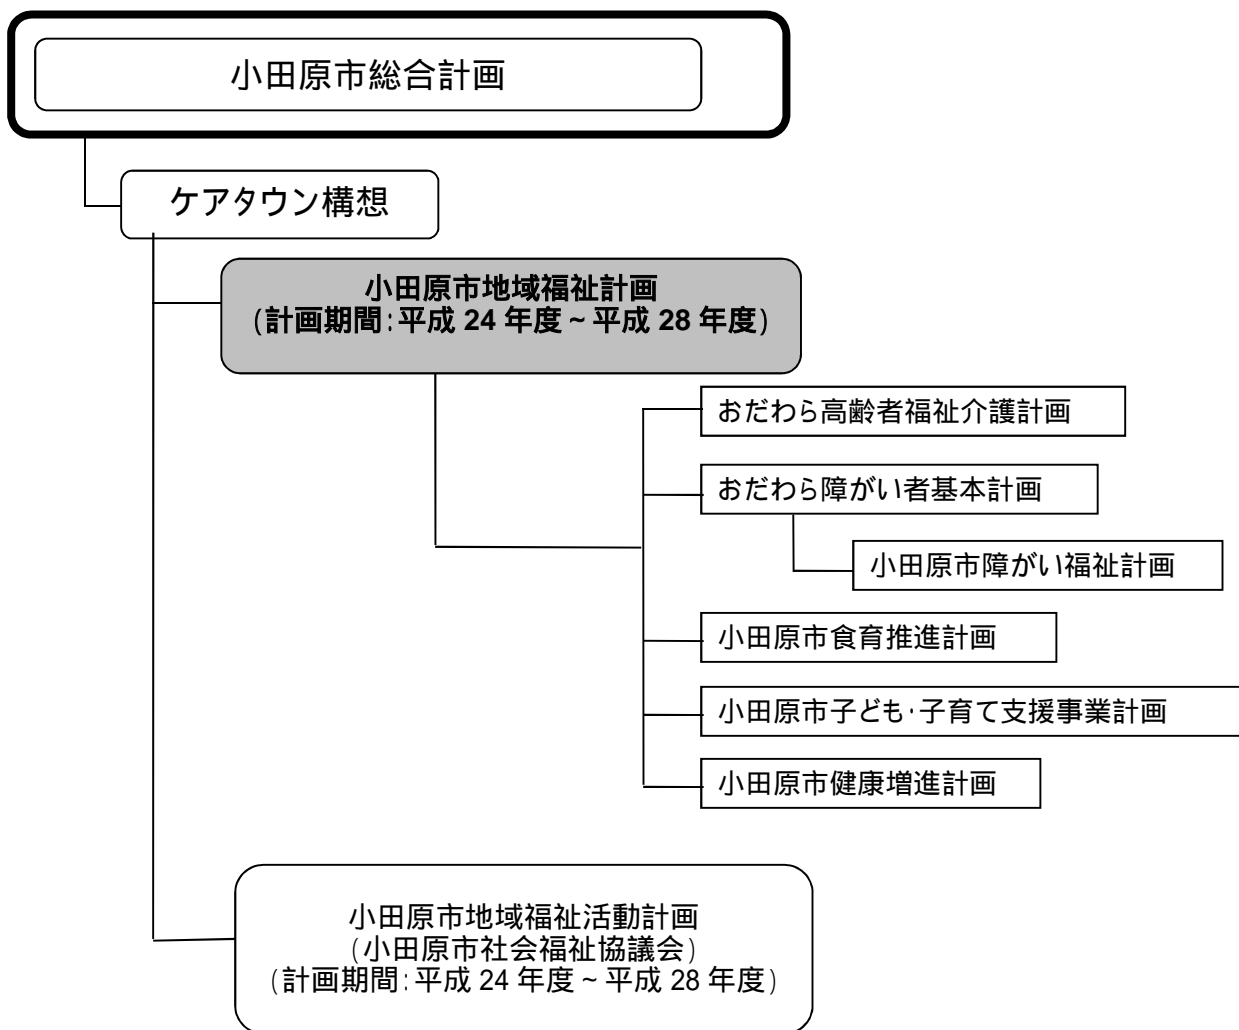 小田原市総合計画
ケアタウン構想
小田原市地域福祉計画
(計画期間:平成 24 年度 ~ 平成 28 年度)
おだわら高齢者福祉介護計画
おだわら障がい者基本計画
小田原市障がい福祉計画
小田原市食育推進計画
小田原市子ども・子育て支援事業計画
小田原市健康増進計画
小田原市地域福祉活動計画
(小田原市社会福祉協議会)
(計画期間:平成 24 年度 ~ 平成 28 年度)